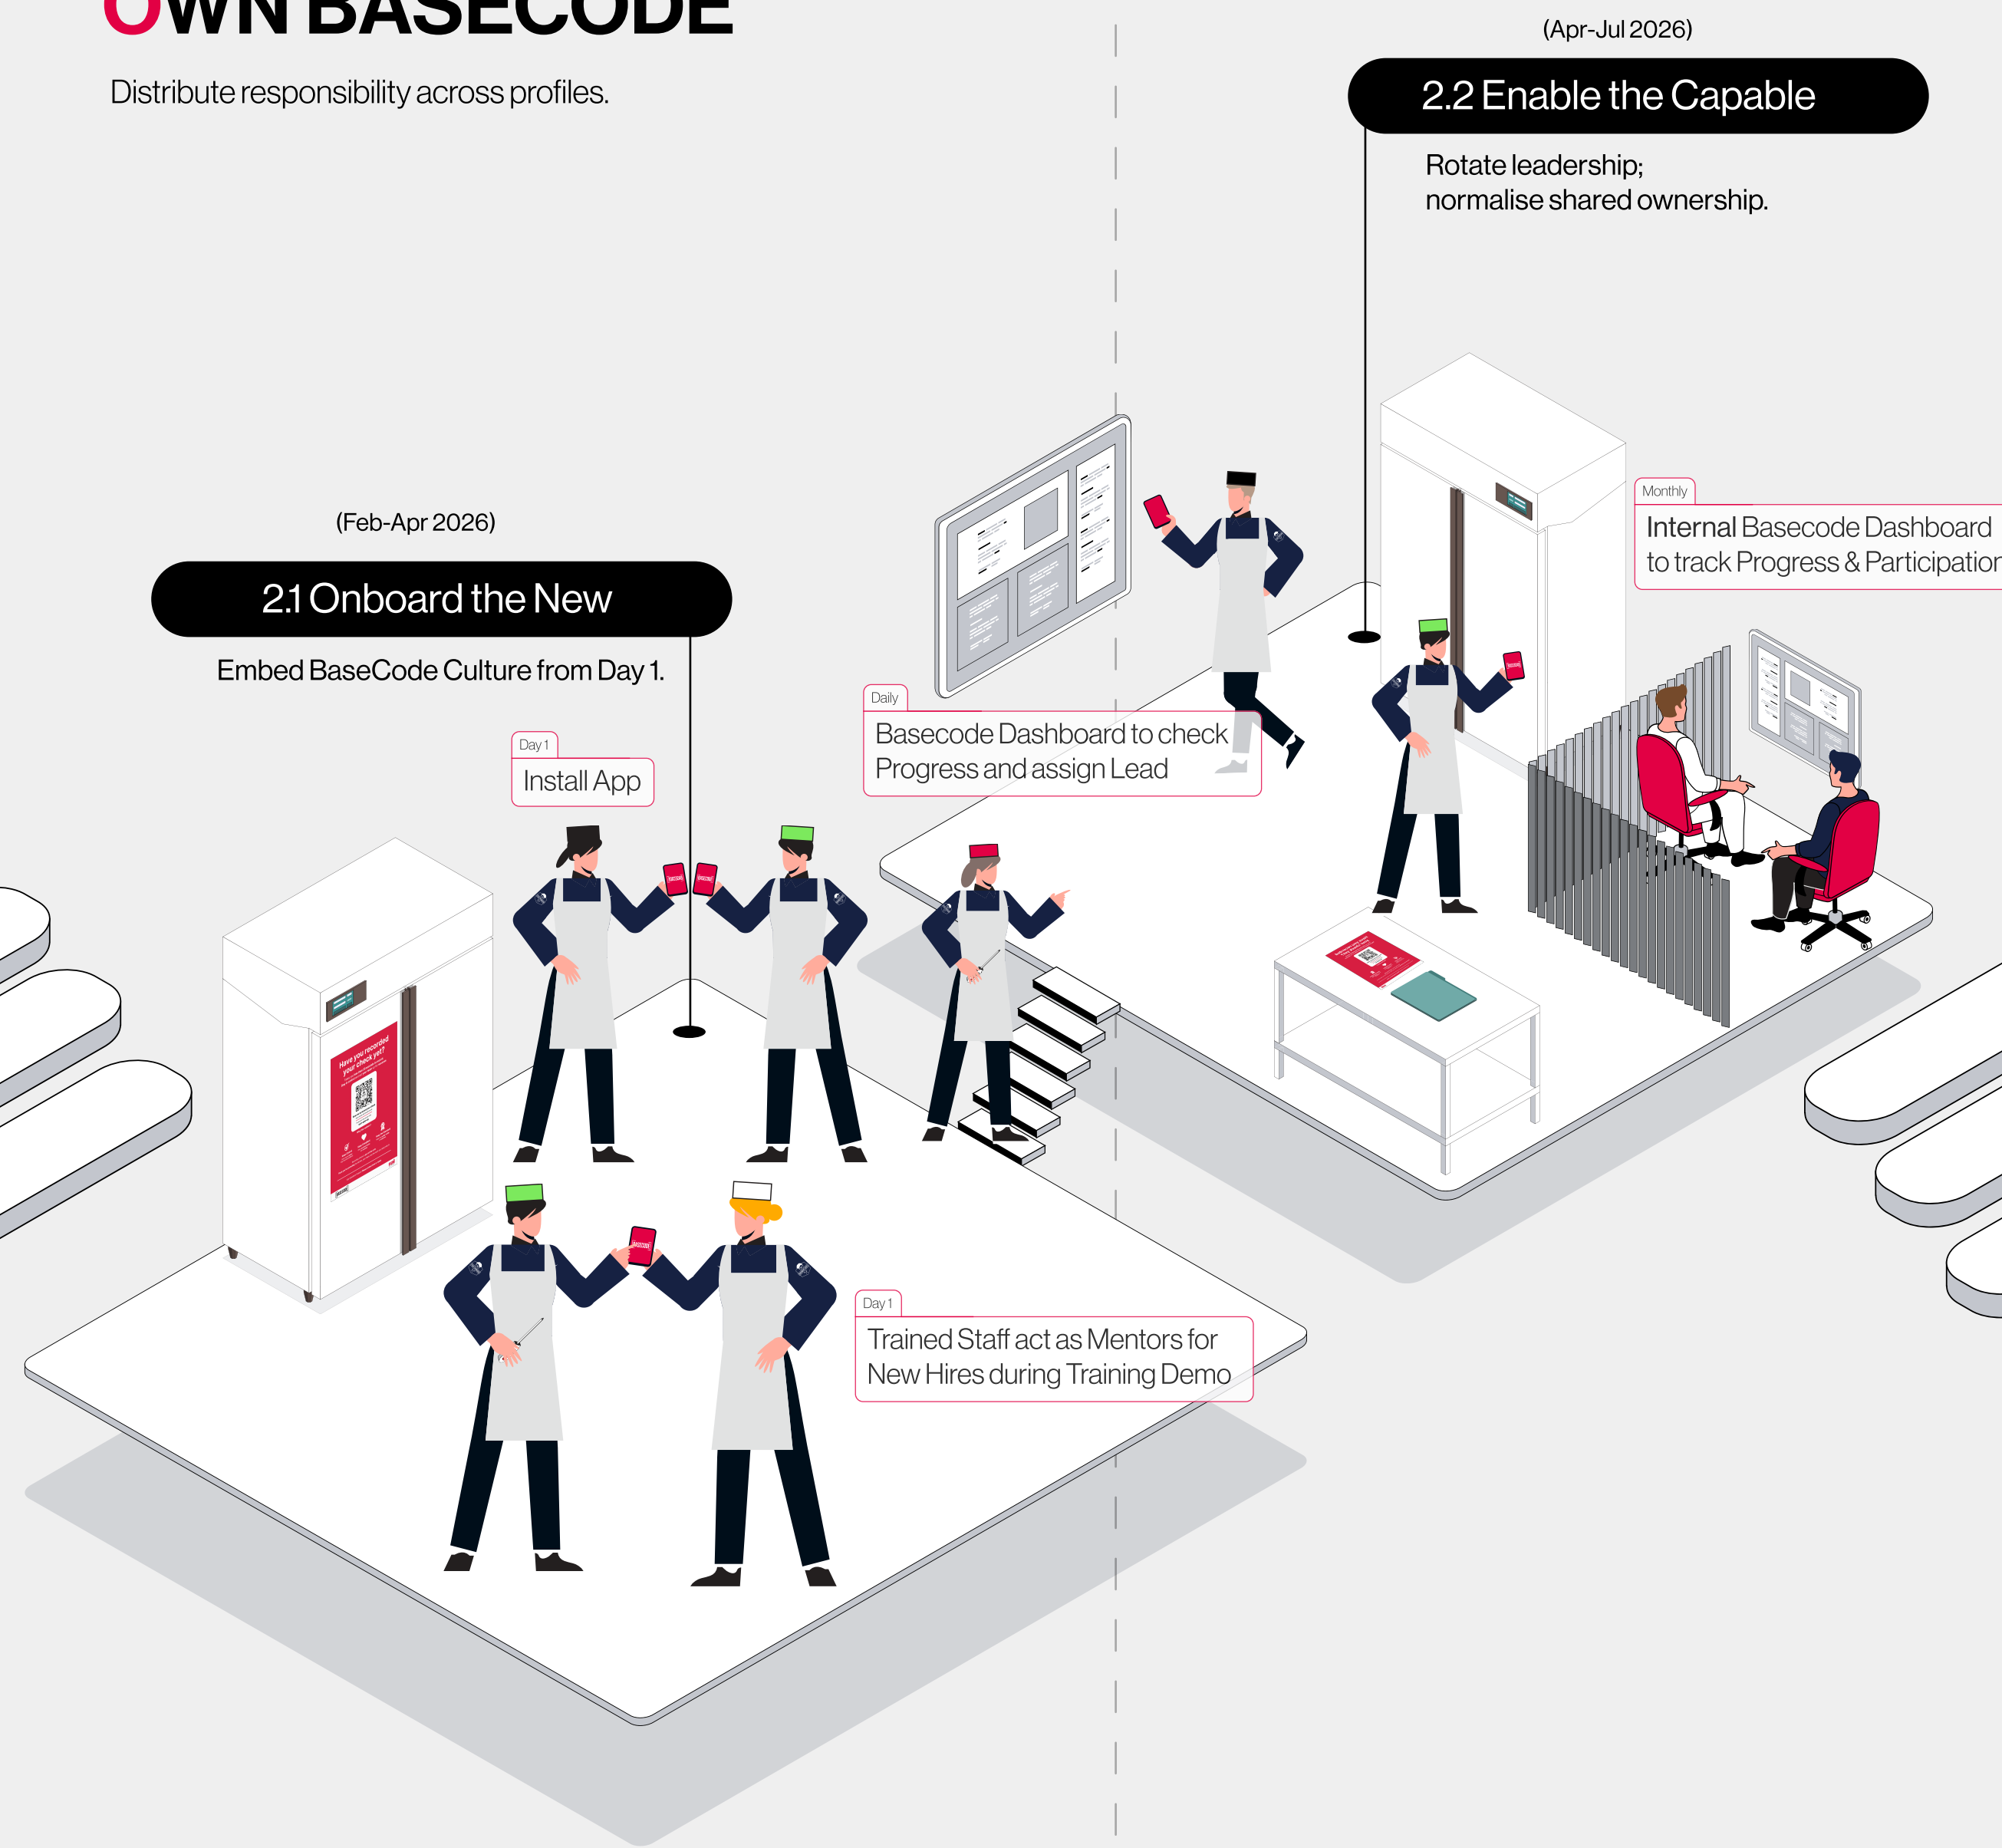 OWN BASECODE
Distribute responsibility across profiles.
(Feb-Apr 2026)
2.1 Onboard the New
Embed BaseCode Culture from Day 1.
Day 1
Install App
Have you recorded
your check yet?
Day 1
Trained Staff act as Mentors for
New Hires during Training Demo
(Apr-Jul 2026)
2.2 Enable the Capable
Rotate leadership;
normalise shared ownership.
Daily
Basecode Dashboard to check
Progress and assign Lead
Monthly
Internal Basecode Dashboard
to track Progress & Participation